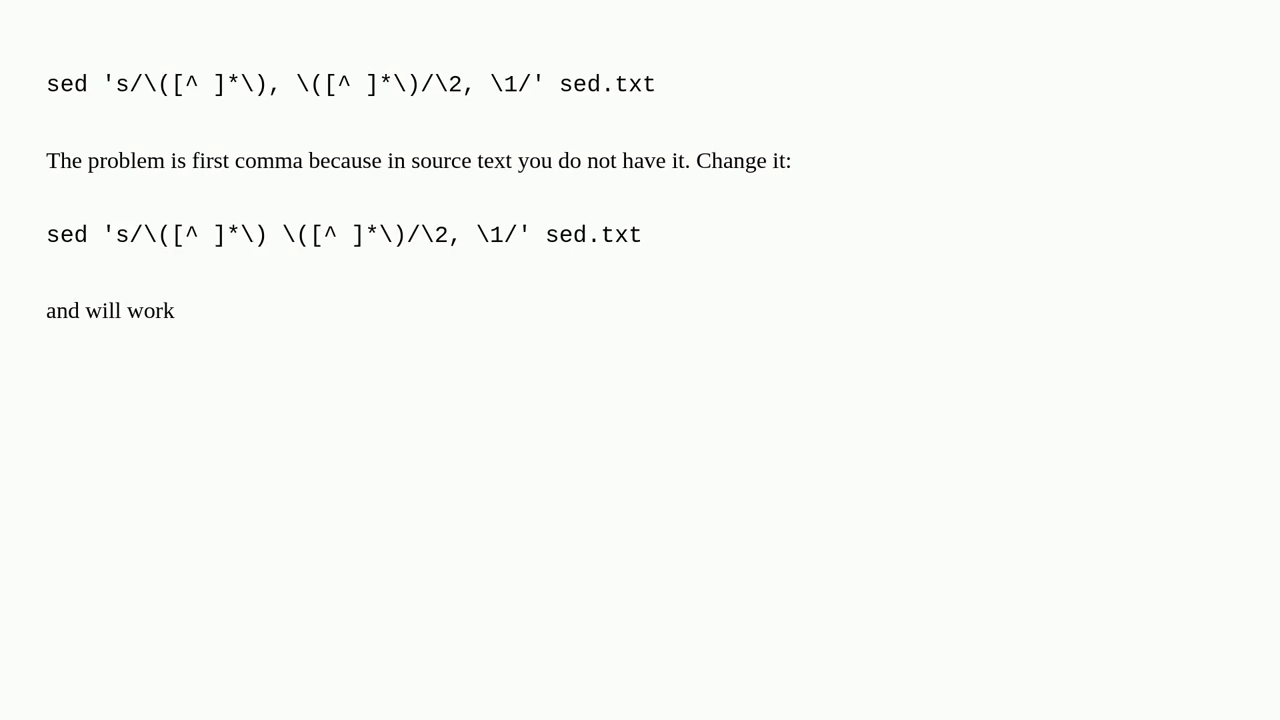 sed 's/\([^ ]*\), \([^ ]*\)/\2, \1/' sed.txt
The problem is first comma because in source text you do not have it. Change it:
sed 's/\([^ ]*\) \([^ ]*\)/\2, \1/' sed.txt
and will work